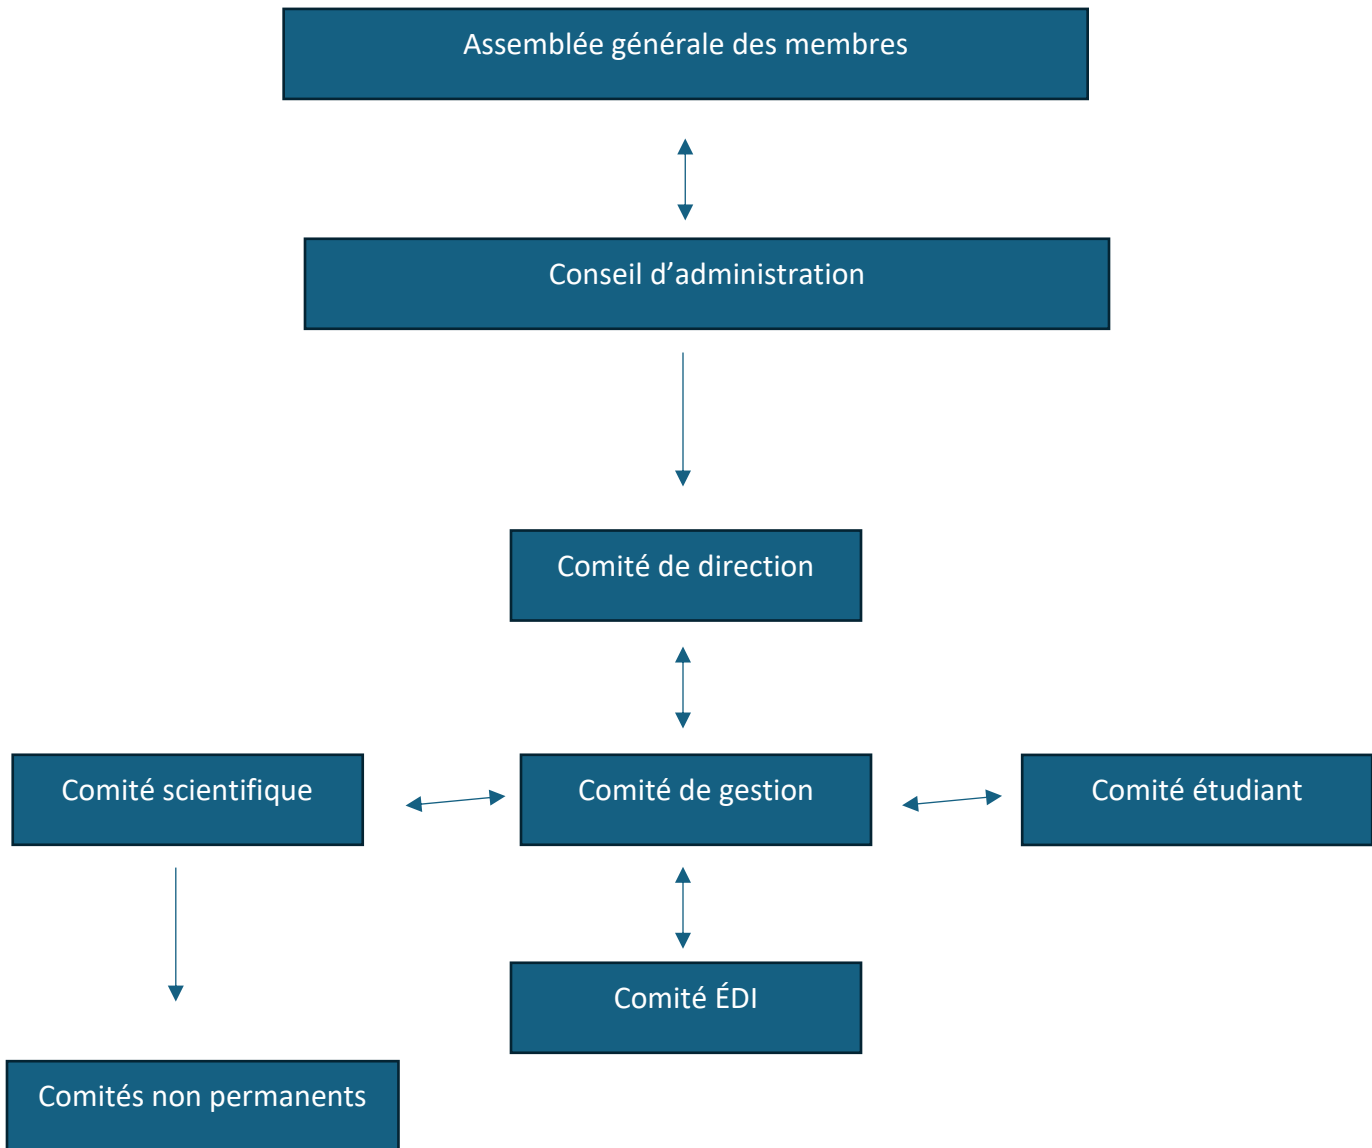 Assemblée générale des membres
Conseil d’administration
Comité de direction
Comité scientifique
Comité de gestion
Comité étudiant
Comité ÉDI
Comités non permanents